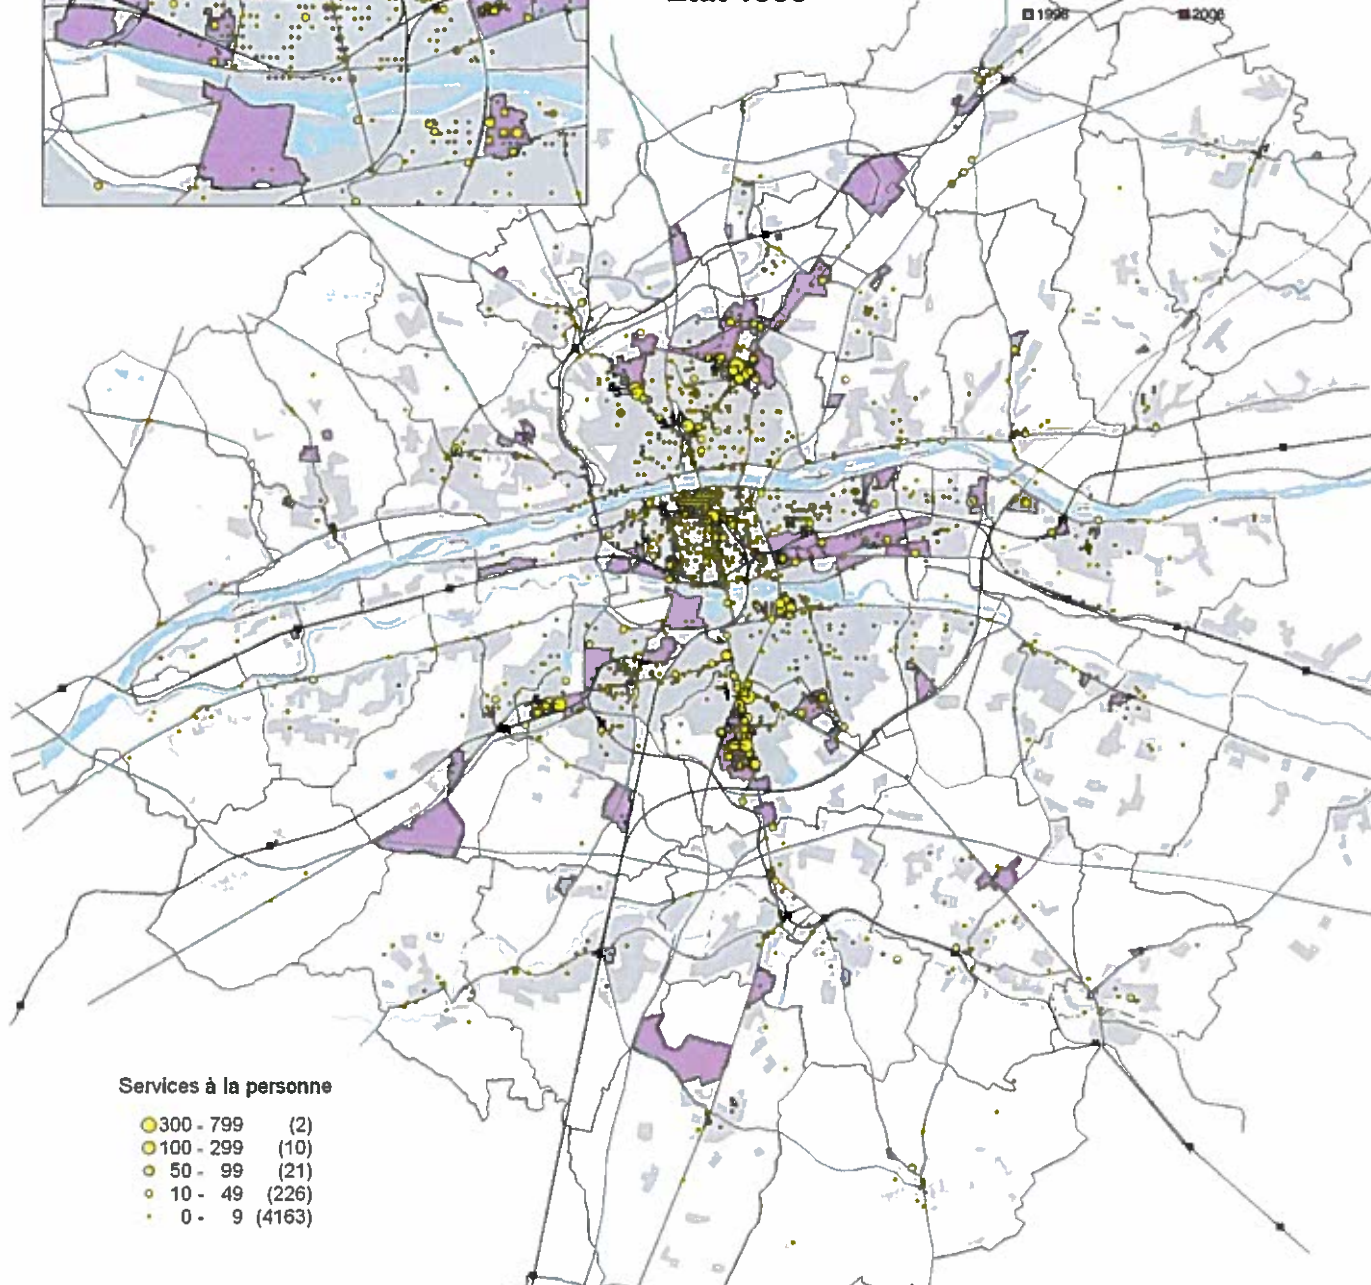 1998 2006
Services à la personne
300 - 799 (2)
100 - 299 (10)
50 - 99 (21)
10 - 49 (226)
0 - 9 (4163)